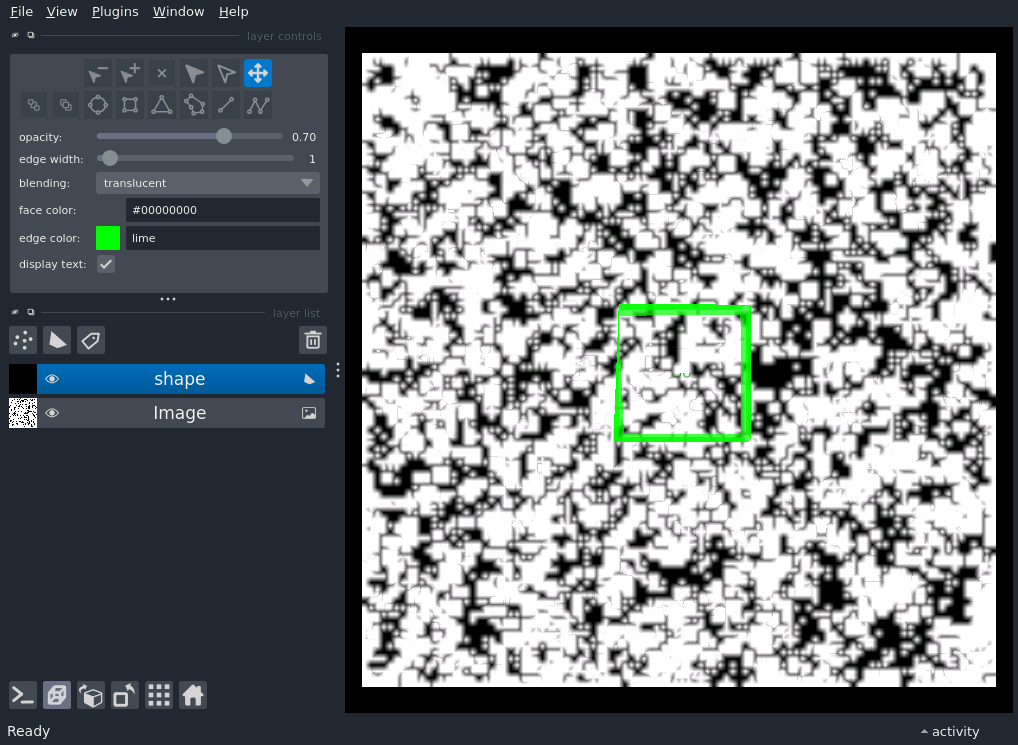 File View Plugins Window Help
layer controls
opacity: 0.70
edge width: 1
blending: translucent
face color: #00000000
edge color: lime
display text:
layer list
shape
Image
Ready
activity